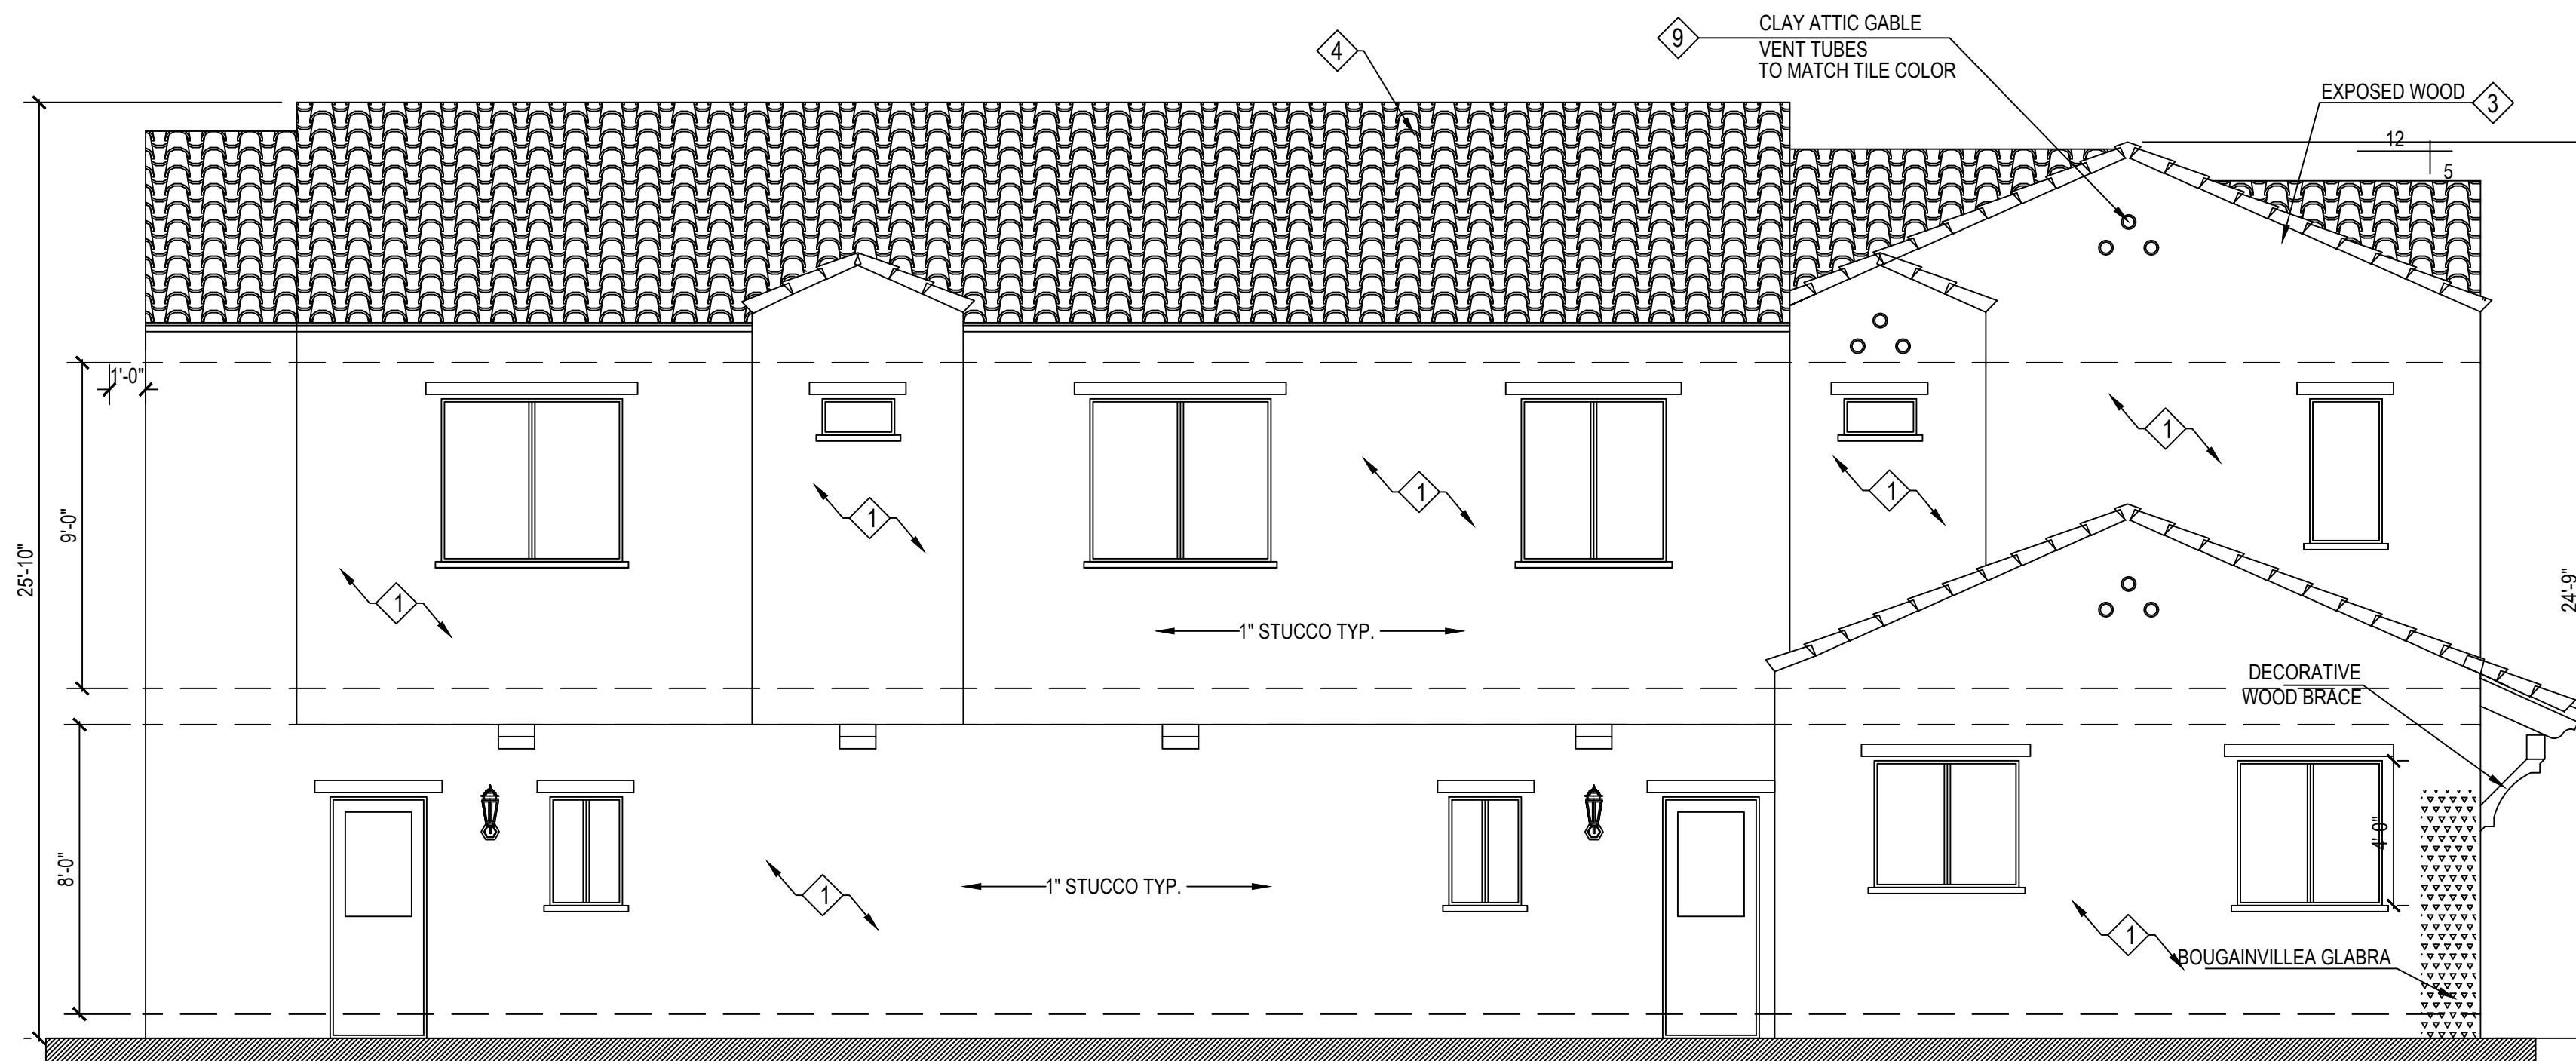 CLAY ATTIC GABLE
9
VENT TUBES
TO MATCH TILE COLOR
4
EXPOSED WOOD
3
12
5
1'-0"
1
1
1
1
1
9'-0"
25'-10"
24'-9"
1" STUCCO TYP.
DECORATIVE
WOOD BRACE
4'-0"
8'-0"
1" STUCCO TYP.
1
1
BOUGAINVILLEA GLABRA